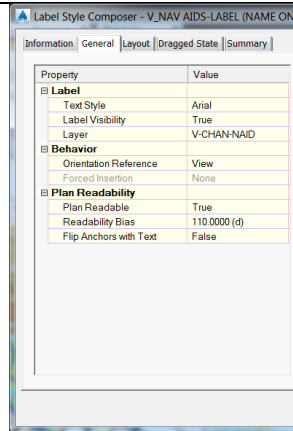 Label Style Composer - V_NAV AIDS-LABEL (NAME ON
Information General Layout Dragged State Summary
Property Value
Label
Text Style Arial
Label Visibility True
Layer V-CHAN-NAID
Behavior
Orientation Reference View
Forced Insertion None
Plan Readability
Plan Readable True
Readability Bias 110.0000 (d)
Flip Anchors with Text False